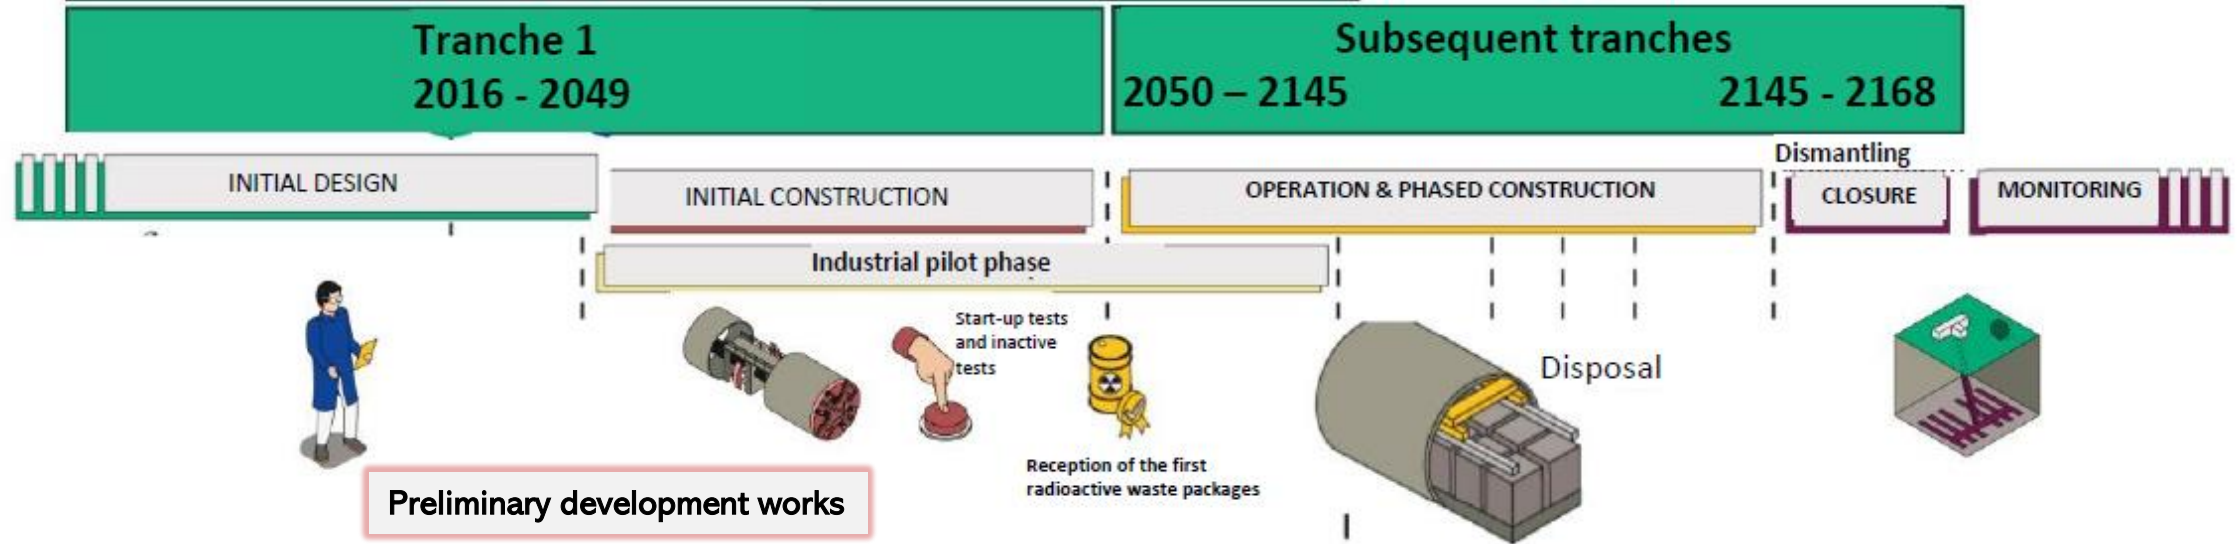 Tranche 1
2016 - 2049
Subsequent tranches
2050 – 2145
2145 - 2168
INITIAL DESIGN
INITIAL CONSTRUCTION
OPERATION & PHASED CONSTRUCTION
Dismantling
CLOSURE
MONITORING
Industrial pilot phase
Start-up tests
and inactive
tests
Disposal
Reception of the first
radioactive waste packages
Preliminary development works